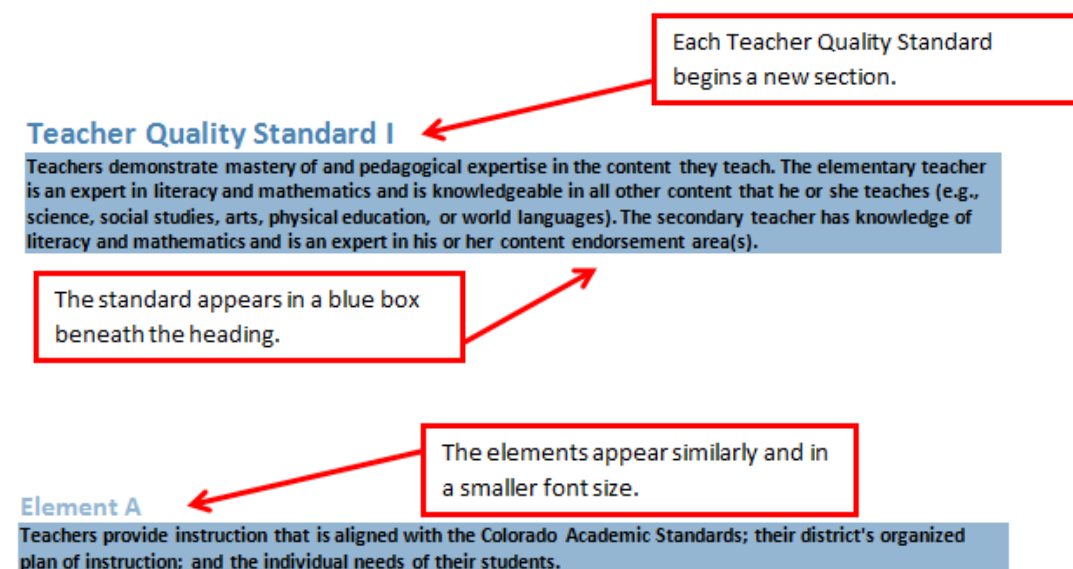 Each Teacher Quality Standard
begins a new section.
Teacher Quality Standard I
Teachers demonstrate mastery of and pedagogical expertise in the content they teach. The elementary teacher
is an expert in literacy and mathematics and is knowledgeable in all other content that he or she teaches (e.g.,
science, social studies, arts, physical education, or world languages). The secondary teacher has knowledge of
literacy and mathematics and is an expert in his or her content endorsement area(s).
The standard appears in a blue box
beneath the heading.
The elements appear similarly and in
a smaller font size.
Element A
Teachers provide instruction that is aligned with the Colorado Academic Standards; their district's organized
plan of instruction; and the individual needs of their students.